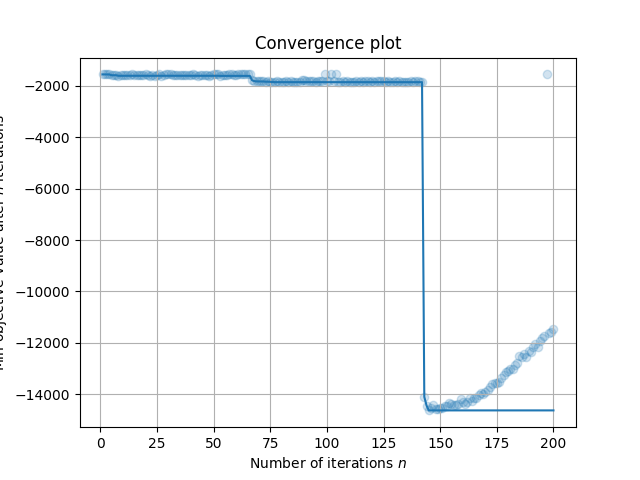 Convergence plot
−2000
−4000
−6000
−8000
−10000
−12000
−14000
objective value after n iterations
0 25 50 75 100 125 150 175 200
Number of iterations n